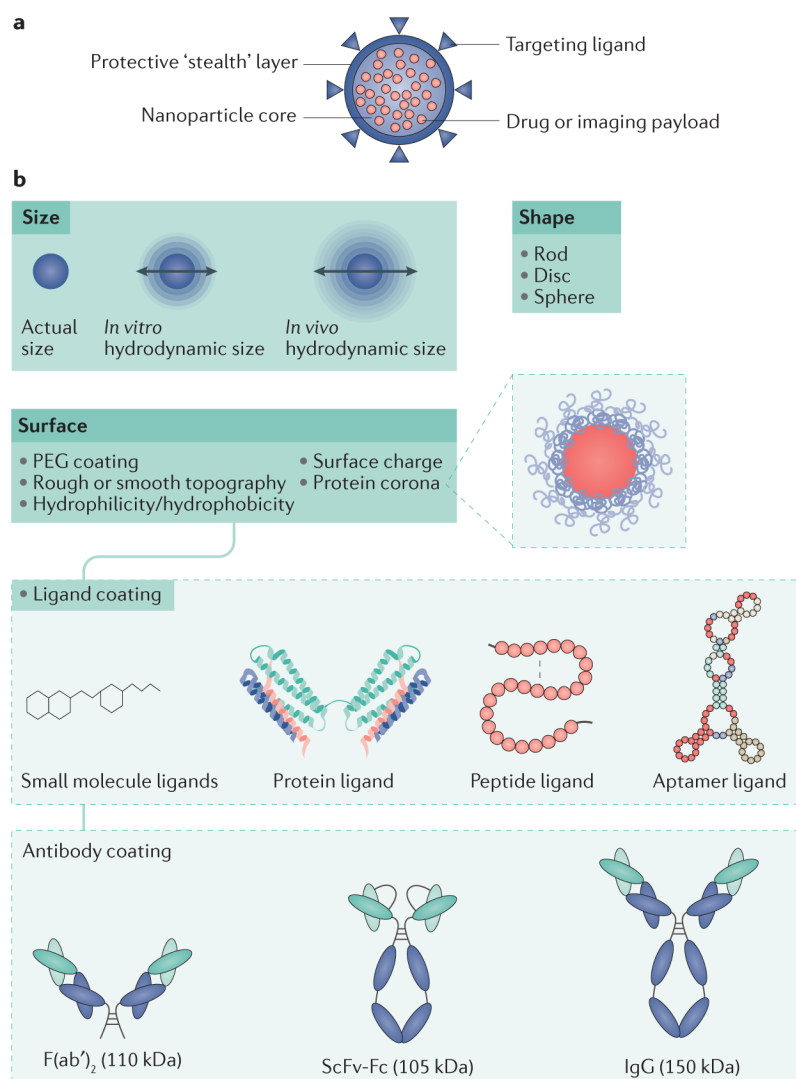 a
Targeting ligand
Protective ‘stealth’ layer
Nanoparticle core
Drug or imaging payload
b
Size
Actual
size
In vitro
hydrodynamic size
In vivo
hydrodynamic size
Shape
• Rod
• Disc
• Sphere
Surface
• PEG coating
• Rough or smooth topography
• Hydrophilicity/hydrophobicity
• Surface charge
• Protein corona
• Ligand coating
Small molecule ligands
Protein ligand
Peptide ligand
Aptamer ligand
Antibody coating
F(ab′)₂ (110 kDa)
ScFv-Fc (105 kDa)
IgG (150 kDa)